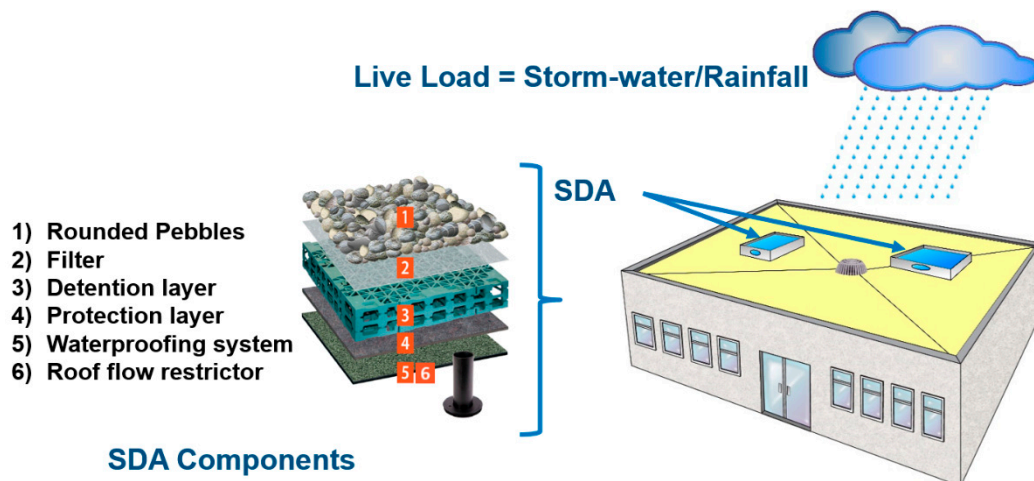 Live Load = Storm-water/Rainfall
SDA
1) Rounded Pebbles
2) Filter
3) Detention layer
4) Protection layer
5) Waterproofing system
6) Roof flow restrictor
1
2
3
4
5 6
SDA Components